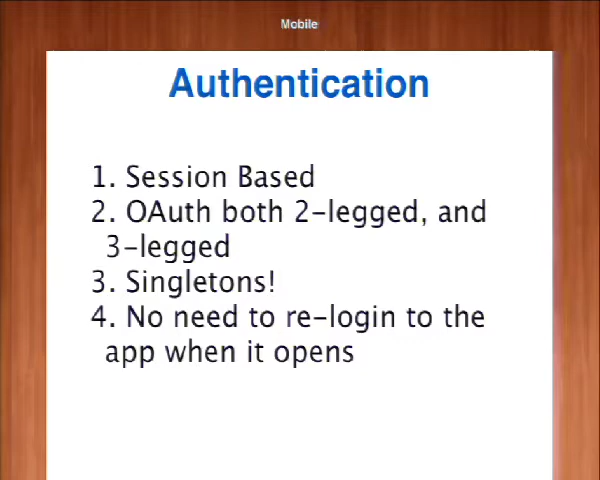 Mobile
Authentication
1. Session Based
2. OAuth both 2-legged, and
3-legged
3. Singletons!
4. No need to re-login to the
app when it opens